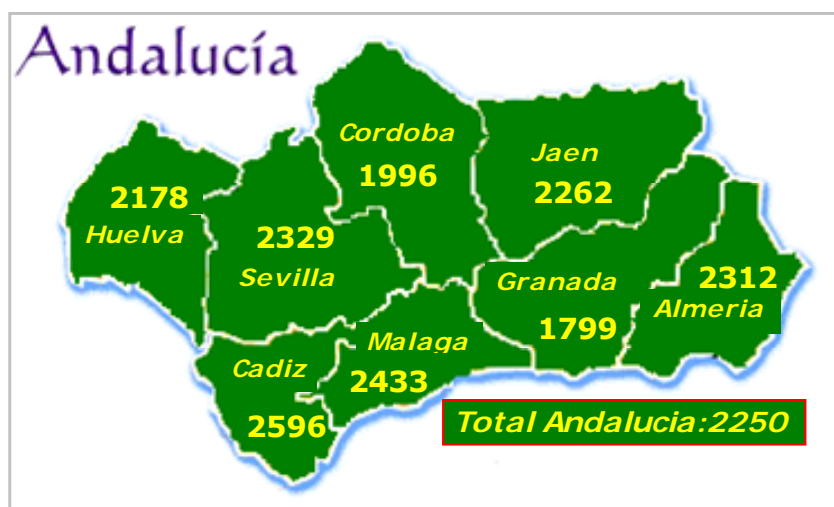 Andalucía
Cordoba
1996
Jaen
2262
2178
Huelva
2329
Sevilla
Granada
1799
2312
Almeria
Malaga
2433
Cadiz
2596
Total Andalucia:2250